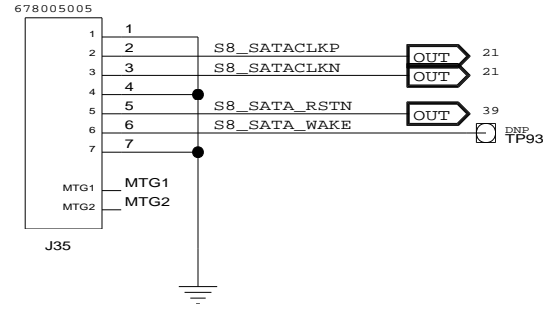 678005005
1 1
2 2 S8_SATACLKP OUT 21
3 3 S8_SATACLKN OUT 21
4 4
5 5 S8_SATA_RSTN OUT 39
6 6 S8_SATA_WAKE DNP
TP93
7 7
MTG1 MTG1
MTG2 MTG2
J35